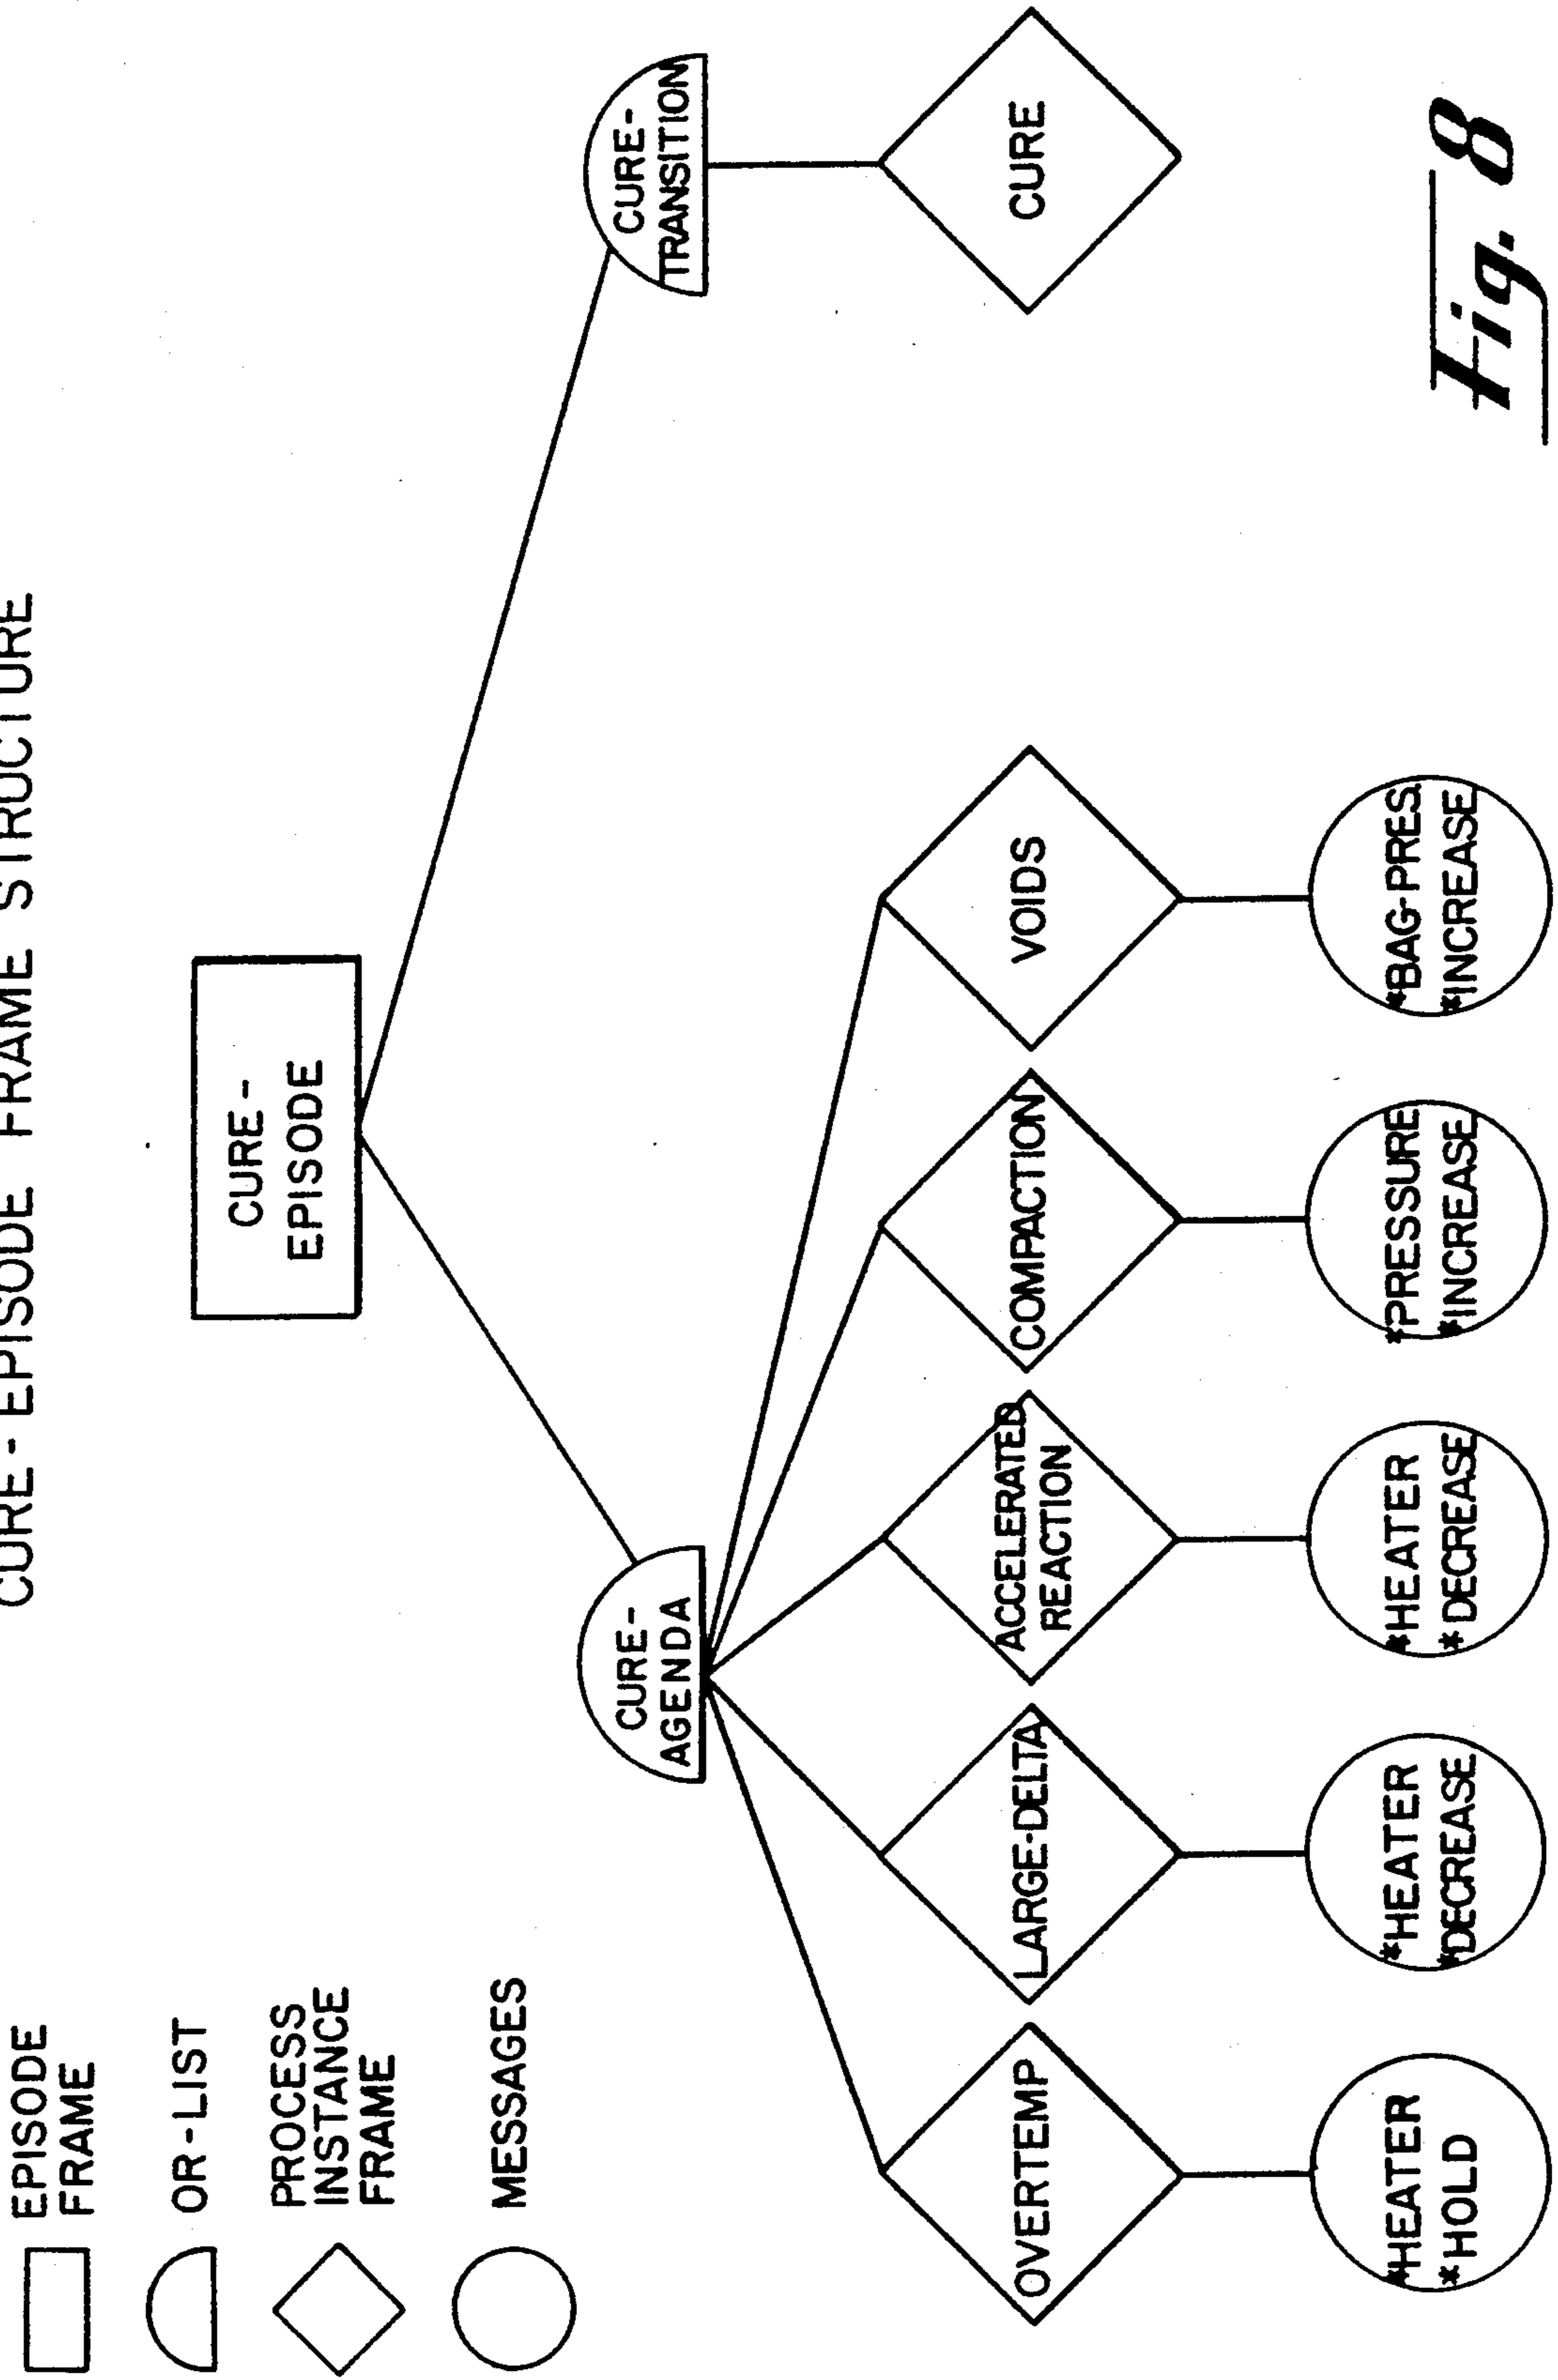 CURE-EPISODE FRAME STRUCTURE
EPISODE
FRAME
OR-LIST
PROCESS
INSTANCE
FRAME
MESSAGES
CURE-
EPISODE
CURE-
AGENDA
CURE-
TRANSITION
OVERTEMP
LARGE-DELTA
ACCELERATED
REACTION
COMPACTION
VOIDS
CURE
*HEATER
*HOLD
*HEATER
*DECREASE
*HEATER
*DECREASE
*PRESSURE
*INCREASE
*BAG-PRES.
*INCREASE
Fig. 8